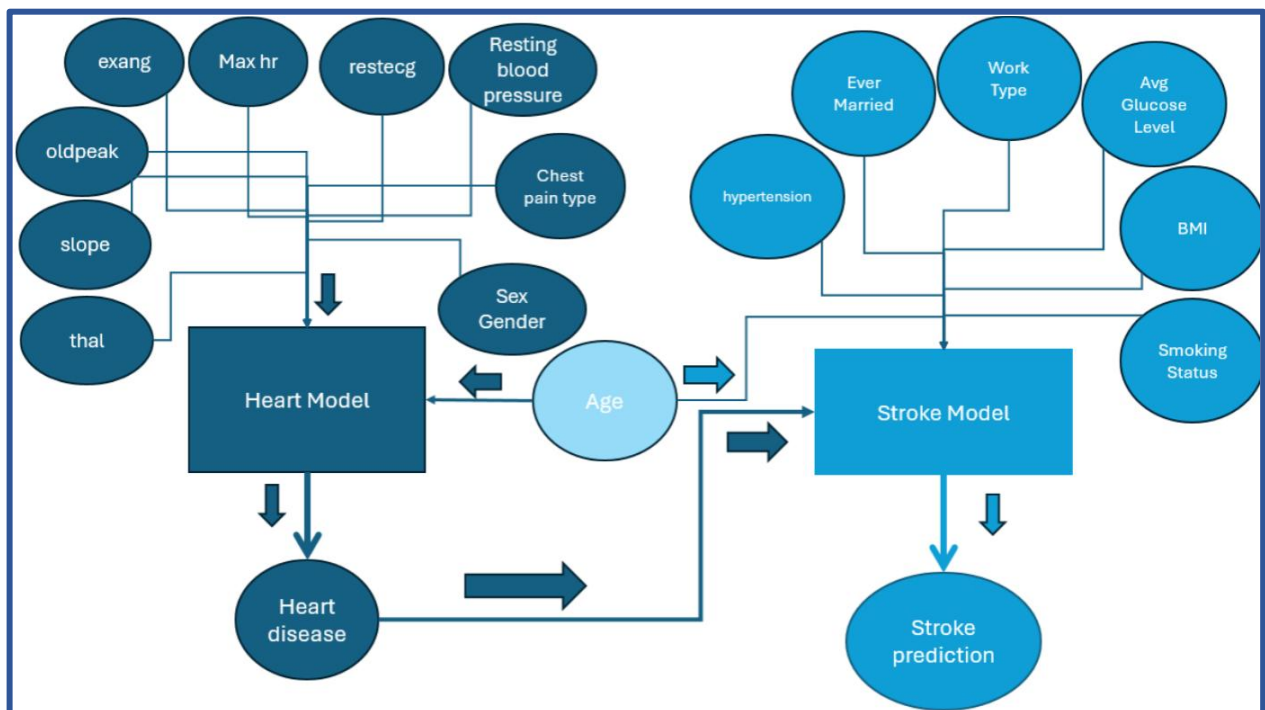 exang
Max hr
restecg
Resting
blood
pressure
oldpeak
Chest
pain type
slope
thal
Sex
Gender
Heart Model
Age
Heart
disease
Ever
Married
Work
Type
Avg
Glucose
Level
hypertension
BMI
Smoking
Status
Stroke Model
Stroke
prediction